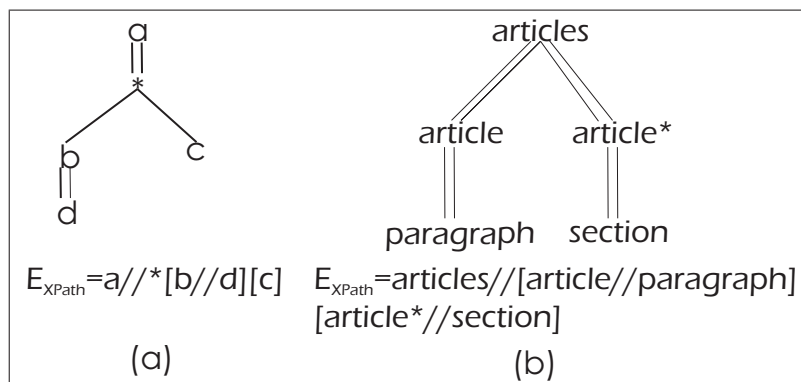 a
*
b
c
d
E_XPath=a//*[b//d][c]
(a)
articles
article
article*
paragraph
section
E_XPath=articles//[article//paragraph]
[article*//section]
(b)